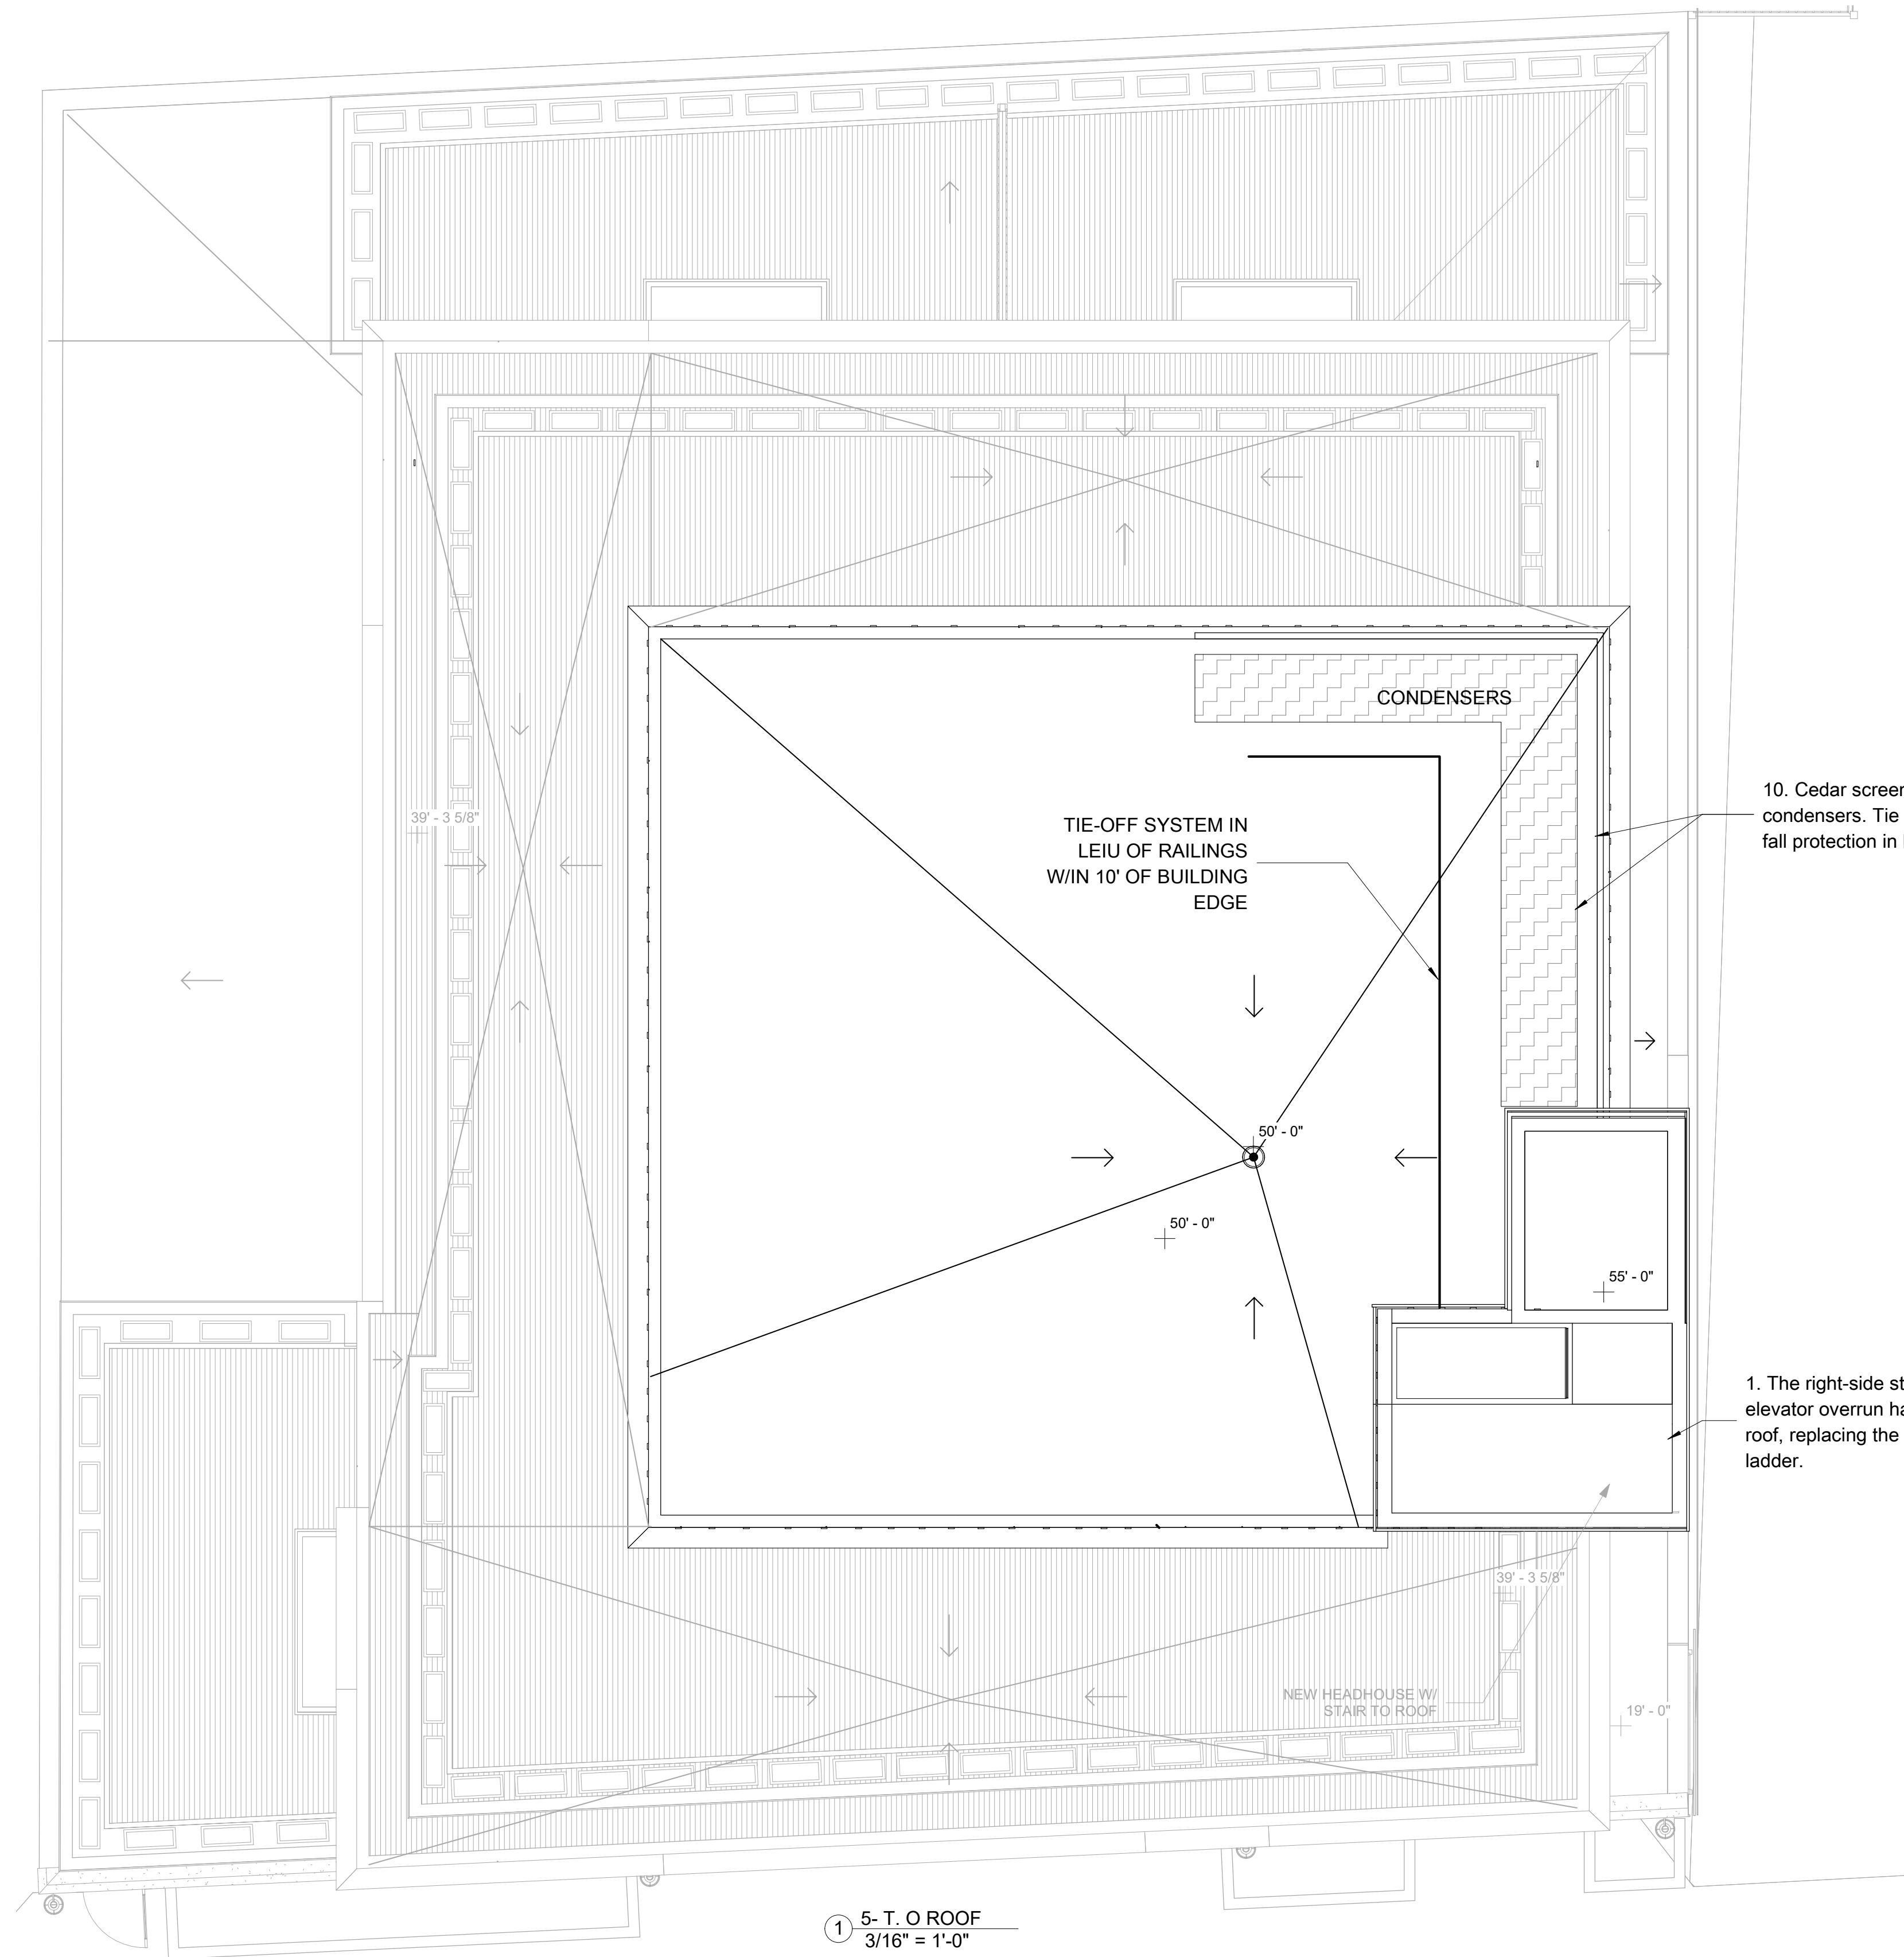 CONDENSERS
10. Cedar screen
condensers. Tie
fall protection in
39' - 3 5/8"
TIE-OFF SYSTEM IN
LEIU OF RAILINGS
W/IN 10' OF BUILDING
EDGE
50' - 0"
50' - 0"
55' - 0"
1. The right-side
elevator overrun
roof, replacing the
ladder.
39' - 3 5/8"
NEW HEADHOUSE W/
STAIR TO ROOF
19' - 0"
1
5- T. O ROOF
3/16" = 1'-0"